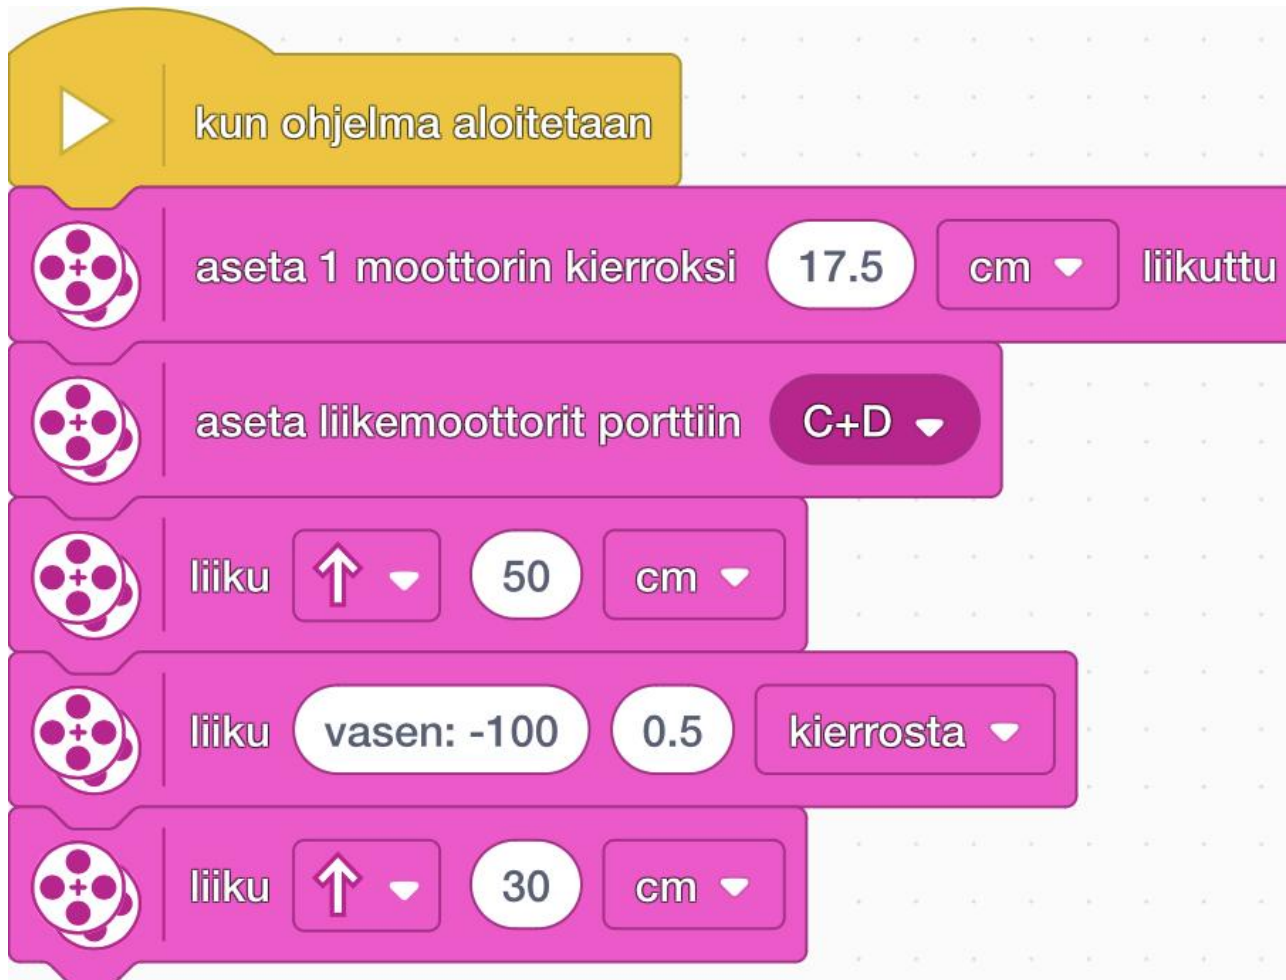 kun ohjelma aloitetaan
aseta 1 moottorin kierroksi 17.5 cm liikuttu
aseta liikemoottorit porttiin C+D
liiku 50 cm
liiku vasen: -100 0.5 kierrosta
liiku 30 cm